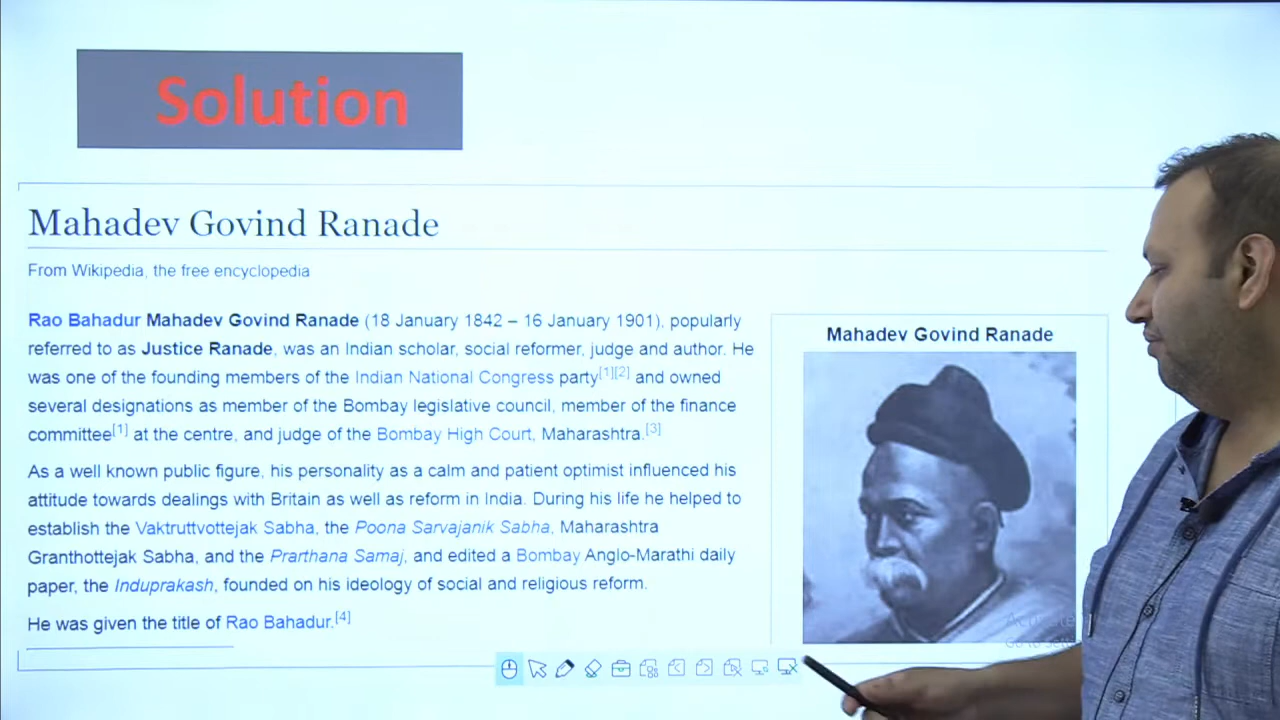 Solution
Mahadev Govind Ranade
From Wikipedia, the free encyclopedia
Rao Bahadur Mahadev Govind Ranade (18 January 1842 – 16 January 1901), popularly
referred to as Justice Ranade, was an Indian scholar, social reformer, judge and author. He
was one of the founding members of the Indian National Congress party[1][2] and owned
several designations as member of the Bombay legislative council, member of the finance
committee[1] at the centre, and judge of the Bombay High Court, Maharashtra.[3]
As a well known public figure, his personality as a calm and patient optimist influenced his
attitude towards dealings with Britain as well as reform in India. During his life he helped to
establish the Vaktruttvottejak Sabha, the Poona Sarvajanik Sabha, Maharashtra
Granthottejak Sabha, and the Prarthana Samaj, and edited a Bombay Anglo-Marathi daily
paper, the Induprakash, founded on his ideology of social and religious reform.
He was given the title of Rao Bahadur.[4]
Mahadev Govind Ranade